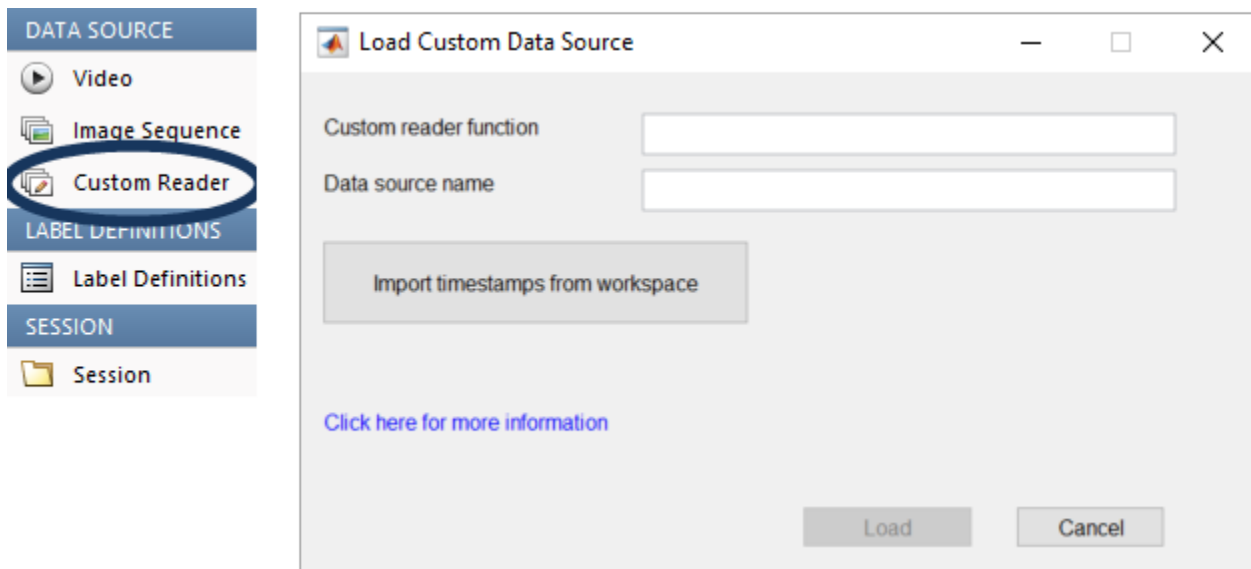 DATA SOURCE
Video
Image Sequence
Custom Reader
LABEL DEFINITIONS
Label Definitions
SESSION
Session
Load Custom Data Source
Custom reader function
Data source name
Import timestamps from workspace
Click here for more information
Load
Cancel